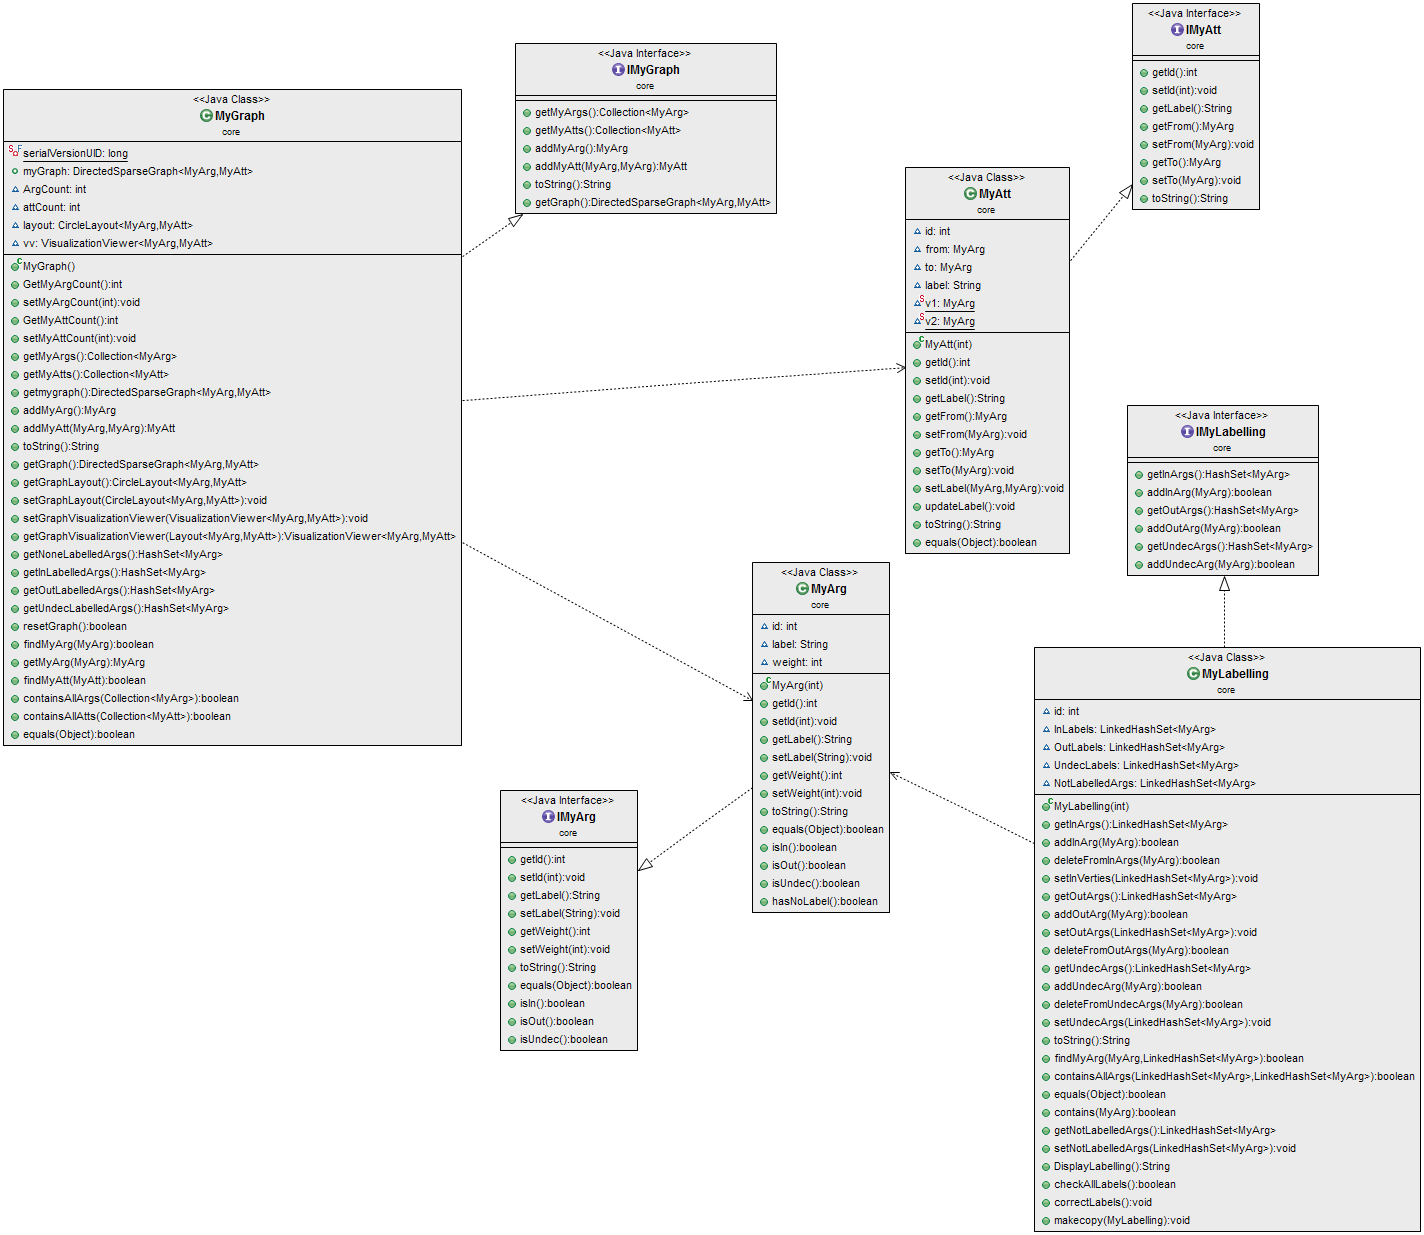 <<Java Class>>
MyGraph
core
serialVersionUID: long
myGraph: DirectedSparseGraph<MyArg,MyAtt>
ArgCount: int
attCount: int
layout: CircleLayout<MyArg,MyAtt>
vv: VisualizationViewer<MyArg,MyAtt>
MyGraph()
GetMyArgCount():int
setMyArgCount(int):void
GetMyAttCount():int
setMyAttCount(int):void
getMyArgs():Collection<MyArg>
getMyAtts():Collection<MyAtt>
getmygraph():DirectedSparseGraph<MyArg,MyAtt>
addMyArg():MyArg
addMyAtt(MyArg,MyArg):MyAtt
toString():String
getGraph():DirectedSparseGraph<MyArg,MyAtt>
getGraphLayout():CircleLayout<MyArg,MyAtt>
setGraphLayout(CircleLayout<MyArg,MyAtt>):void
setGraphVisualizationViewer(VisualizationViewer<MyArg,MyAtt>):void
getGraphVisualizationViewer(Layout<MyArg,MyAtt>):VisualizationViewer<MyArg,MyAtt>
getNoneLabelledArgs():HashSet<MyArg>
getInLabelledArgs():HashSet<MyArg>
getOutLabelledArgs():HashSet<MyArg>
getUndecLabelledArgs():HashSet<MyArg>
resetGraph():boolean
findMyArg(MyArg):boolean
getMyArg(MyArg):MyArg
findMyAtt(MyAtt):boolean
containsAllArgs(Collection<MyArg>):boolean
containsAllAtts(Collection<MyAtt>):boolean
equals(Object):boolean
<<Java Interface>>
IMyGraph
core
getMyArgs():Collection<MyArg>
getMyAtts():Collection<MyAtt>
addMyArg():MyArg
addMyAtt(MyArg,MyArg):MyAtt
toString():String
getGraph():DirectedSparseGraph<MyArg,MyAtt>
<<Java Interface>>
IMyAtt
core
getId():int
setId(int):void
getLabel():String
getFrom():MyArg
setFrom(MyArg):void
getTo():MyArg
setTo(MyArg):void
toString():String
<<Java Class>>
MyAtt
core
id: int
from: MyArg
to: MyArg
label: String
v1: MyArg
v2: MyArg
MyAtt(int)
getId():int
setId(int):void
getLabel():String
getFrom():MyArg
setFrom(MyArg):void
getTo():MyArg
setTo(MyArg):void
setLabel(MyArg,MyArg):void
updateLabel():void
toString():String
equals(Object):boolean
<<Java Interface>>
IMyLabelling
core
getInArgs():HashSet<MyArg>
addInArg(MyArg):boolean
getOutArgs():HashSet<MyArg>
addOutArg(MyArg):boolean
getUndecArgs():HashSet<MyArg>
addUndecArg(MyArg):boolean
<<Java Class>>
MyArg
core
id: int
label: String
weight: int
MyArg(int)
getId():int
setId(int):void
getLabel():String
setLabel(String):void
getWeight():int
setWeight(int):void
toString():String
equals(Object):boolean
isIn():boolean
isOut():boolean
isUndec():boolean
hasNoLabel():boolean
<<Java Interface>>
IMyArg
core
getId():int
setId(int):void
getLabel():String
setLabel(String):void
getWeight():int
setWeight(int):void
toString():String
equals(Object):boolean
isIn():boolean
isOut():boolean
isUndec():boolean
<<Java Class>>
MyLabelling
core
id: int
InLabels: LinkedHashSet<MyArg>
OutLabels: LinkedHashSet<MyArg>
UndecLabels: LinkedHashSet<MyArg>
NotLabelledArgs: LinkedHashSet<MyArg>
MyLabelling(int)
getInArgs():LinkedHashSet<MyArg>
addInArg(MyArg):boolean
deleteFromInArgs(MyArg):boolean
setInVerties(LinkedHashSet<MyArg>):void
getOutArgs():LinkedHashSet<MyArg>
addOutArg(MyArg):boolean
setOutArgs(LinkedHashSet<MyArg>):void
deleteFromOutArgs(MyArg):boolean
getUndecArgs():LinkedHashSet<MyArg>
addUndecArg(MyArg):boolean
deleteFromUndecArgs(MyArg):boolean
setUndecArgs(LinkedHashSet<MyArg>):void
toString():String
findMyArg(MyArg,LinkedHashSet<MyArg>):boolean
containsAllArgs(LinkedHashSet<MyArg>,LinkedHashSet<MyArg>):boolean
equals(Object):boolean
contains(MyArg):boolean
getNotLabelledArgs():LinkedHashSet<MyArg>
setNotLabelledArgs(LinkedHashSet<MyArg>):void
DisplayLabelling():String
checkAllLabels():boolean
correctLabels():void
makecopy(MyLabelling):void